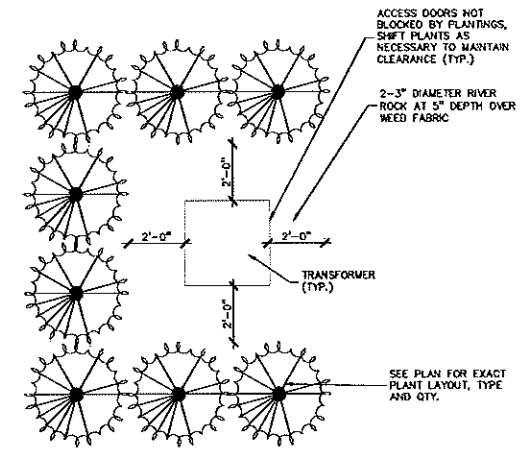 ACCESS DOORS NOT
BLOCKED BY PLANTINGS,
SHIFT PLANTS AS
NECESSARY TO MAINTAIN
CLEARANCE (TYP.)
2-3" DIAMETER RIVER
ROCK AT 5" DEPTH OVER
WEED FABRIC
2'-0"
2'-0"
2'-0"
TRANSFORMER
(TYP.)
2'-0"
SEE PLAN FOR EXACT
PLANT LAYOUT, TYPE
AND QTY.